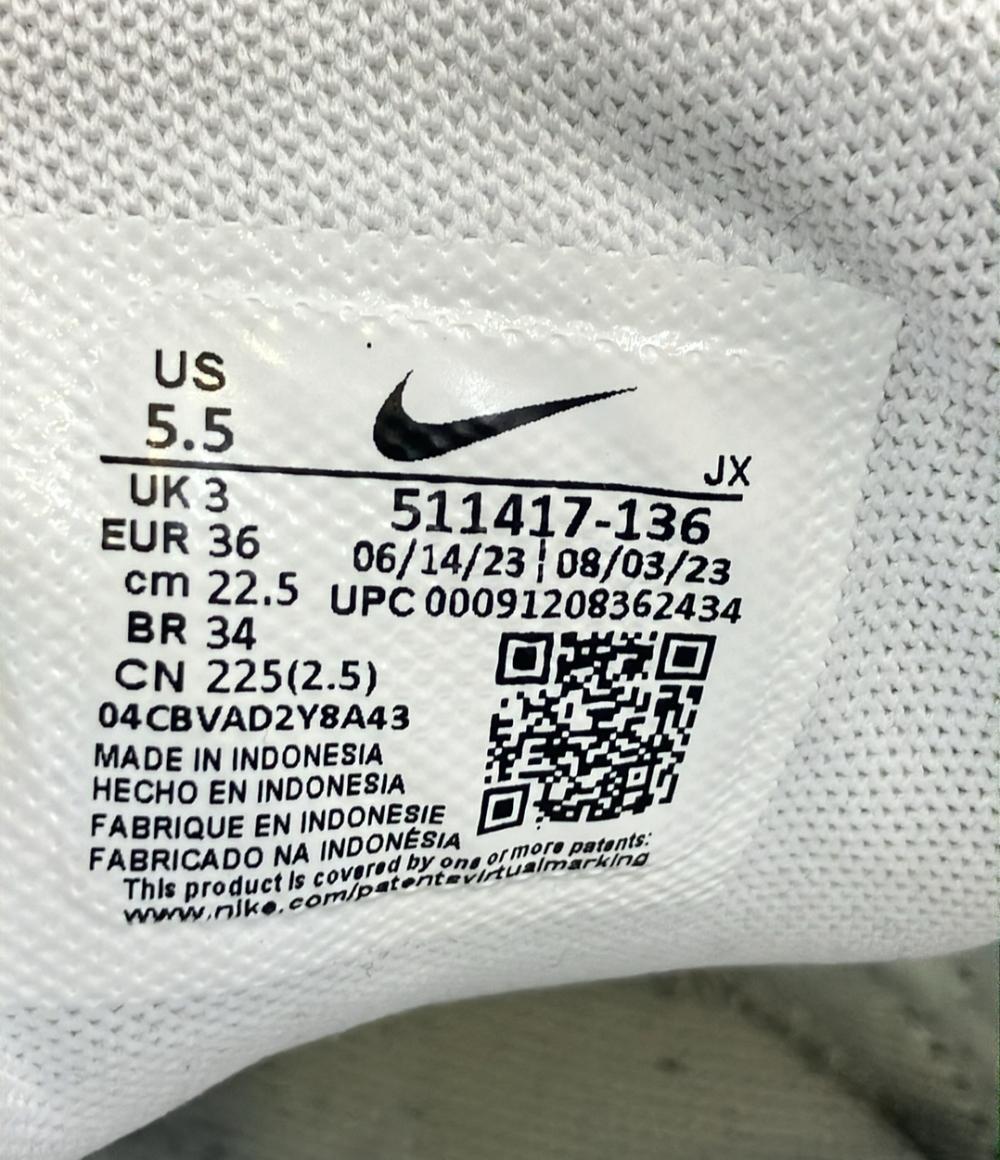 US
5.5
JX
UK 3
EUR 36
cm 22.5
BR 34
CN 225(2.5)
511417-136
06/14/23 | 08/03/23
UPC 00091208362434
04CBVAD2Y8A43
MADE IN INDONESIA
HECHO EN INDONESIA
FABRIQUE EN INDONESIE
FABRICADO NA INDONÉSIA
This product is covered by one or more patents:
www.nike.com/patentsvirtualmarking